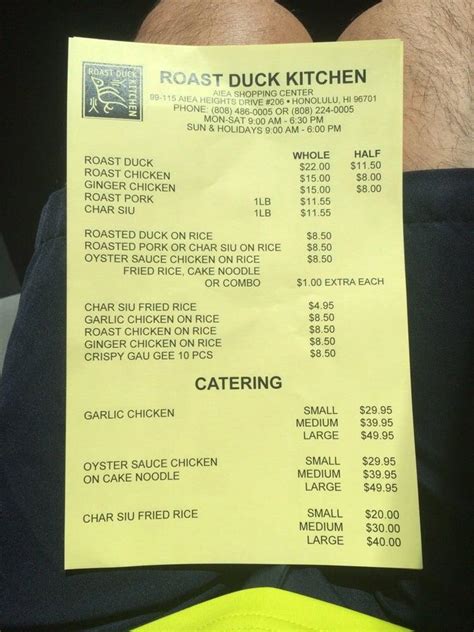 ROAST DUCK KITCHEN
ROAST DUCK KITCHEN
AIEA SHOPPING CENTER
99-115 AIEA HEIGHTS DRIVE #206 • HONOLULU, HI 96701
PHONE: (808) 486-0005 OR (808) 224-0005
MON-SAT 9:00 AM - 6:30 PM
SUN & HOLIDAYS 9:00 AM - 6:00 PM
WHOLE HALF
ROAST DUCK $22.00 $11.50
ROAST CHICKEN $15.00 $8.00
GINGER CHICKEN $15.00 $8.00
ROAST PORK 1LB $11.55
CHAR SIU 1LB $11.55
ROASTED DUCK ON RICE $8.50
ROASTED PORK OR CHAR SIU ON RICE $8.50
OYSTER SAUCE CHICKEN ON RICE $8.50
FRIED RICE, CAKE NOODLE
OR COMBO $1.00 EXTRA EACH
CHAR SIU FRIED RICE $4.95
GARLIC CHICKEN ON RICE $8.50
ROAST CHICKEN ON RICE $8.50
GINGER CHICKEN ON RICE $8.50
CRISPY GAU GEE 10 PCS $8.50
CATERING
GARLIC CHICKEN SMALL $29.95
MEDIUM $39.95
LARGE $49.95
OYSTER SAUCE CHICKEN SMALL $29.95
ON CAKE NOODLE MEDIUM $39.95
LARGE $49.95
CHAR SIU FRIED RICE SMALL $20.00
MEDIUM $30.00
LARGE $40.00